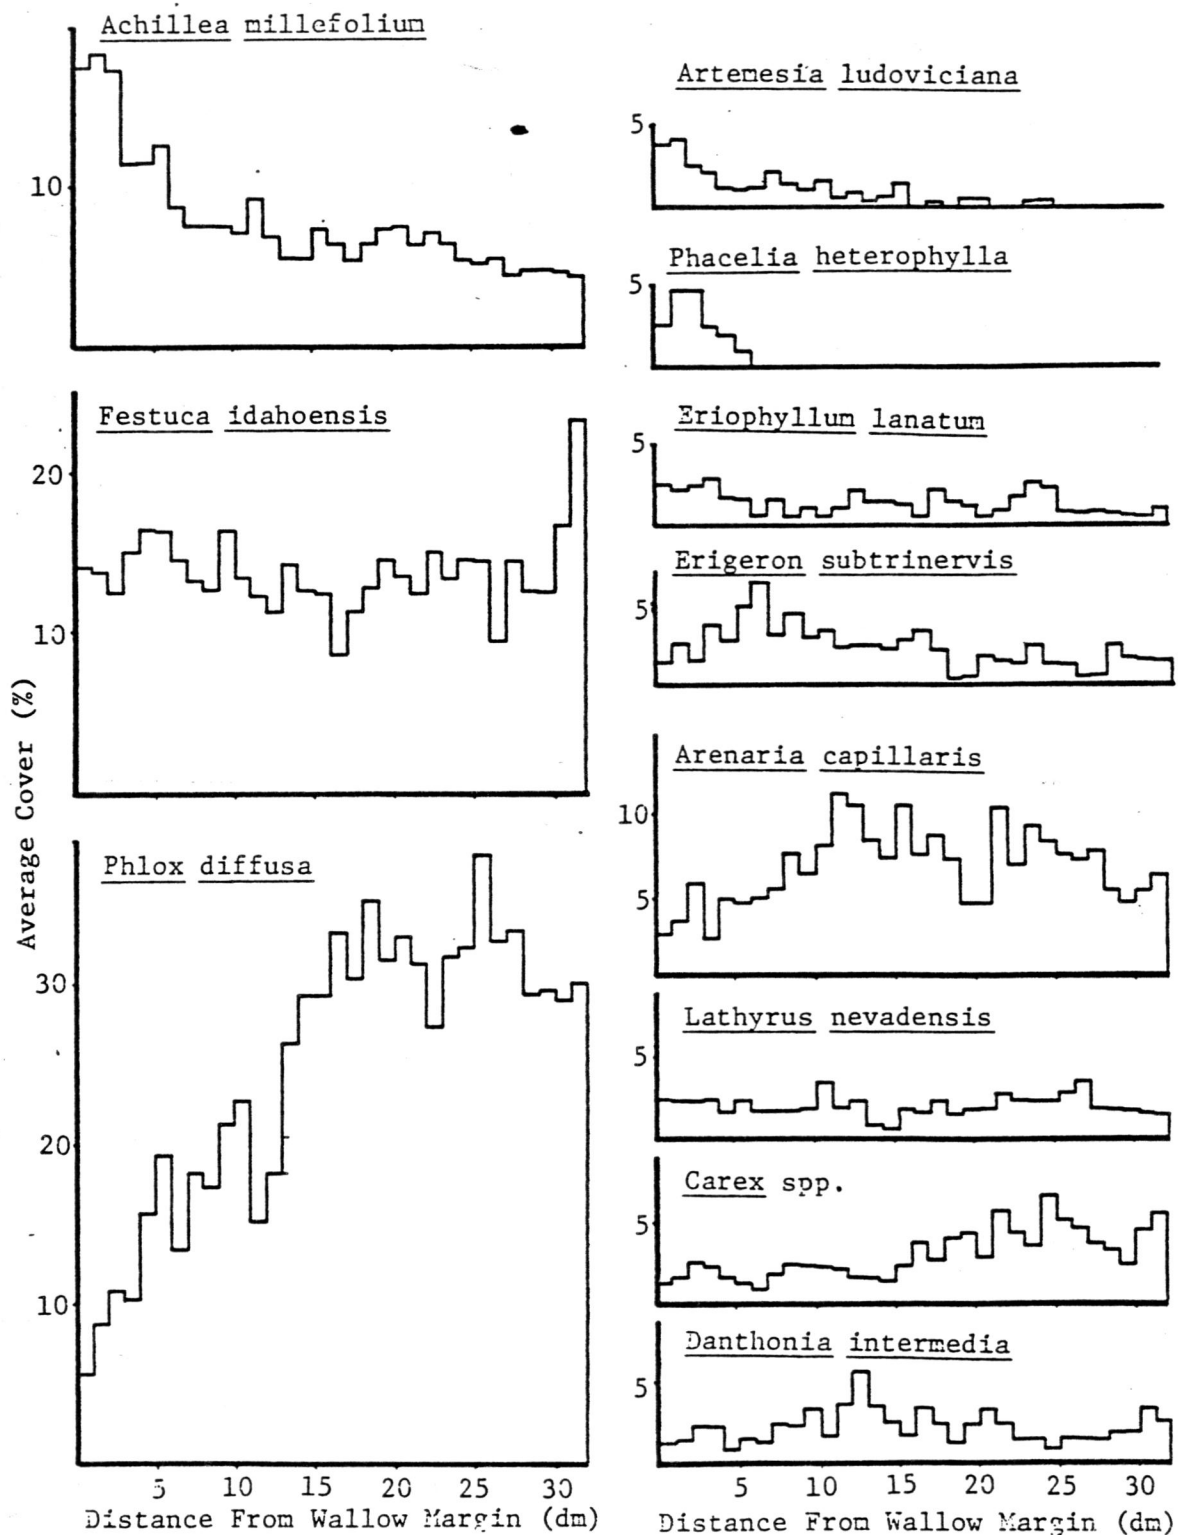 Achillea millefolium
10
Festuca idahoensis
20
10
Average Cover (%)
Phlox diffusa
30
20
10
5 10 15 20 25 30
Distance From Wallow Margin (dm)
Artemesia ludoviciana
5
Phacelia heterophylla
5
Eriophyllum lanatum
5
Erigeron subtrinervis
5
Arenaria capillaris
10
5
Lathyrus nevadensis
5
Carex spp.
5
Danthonia intermedia
5
5 10 15 20 25 30
Distance From Wallow Margin (dm)